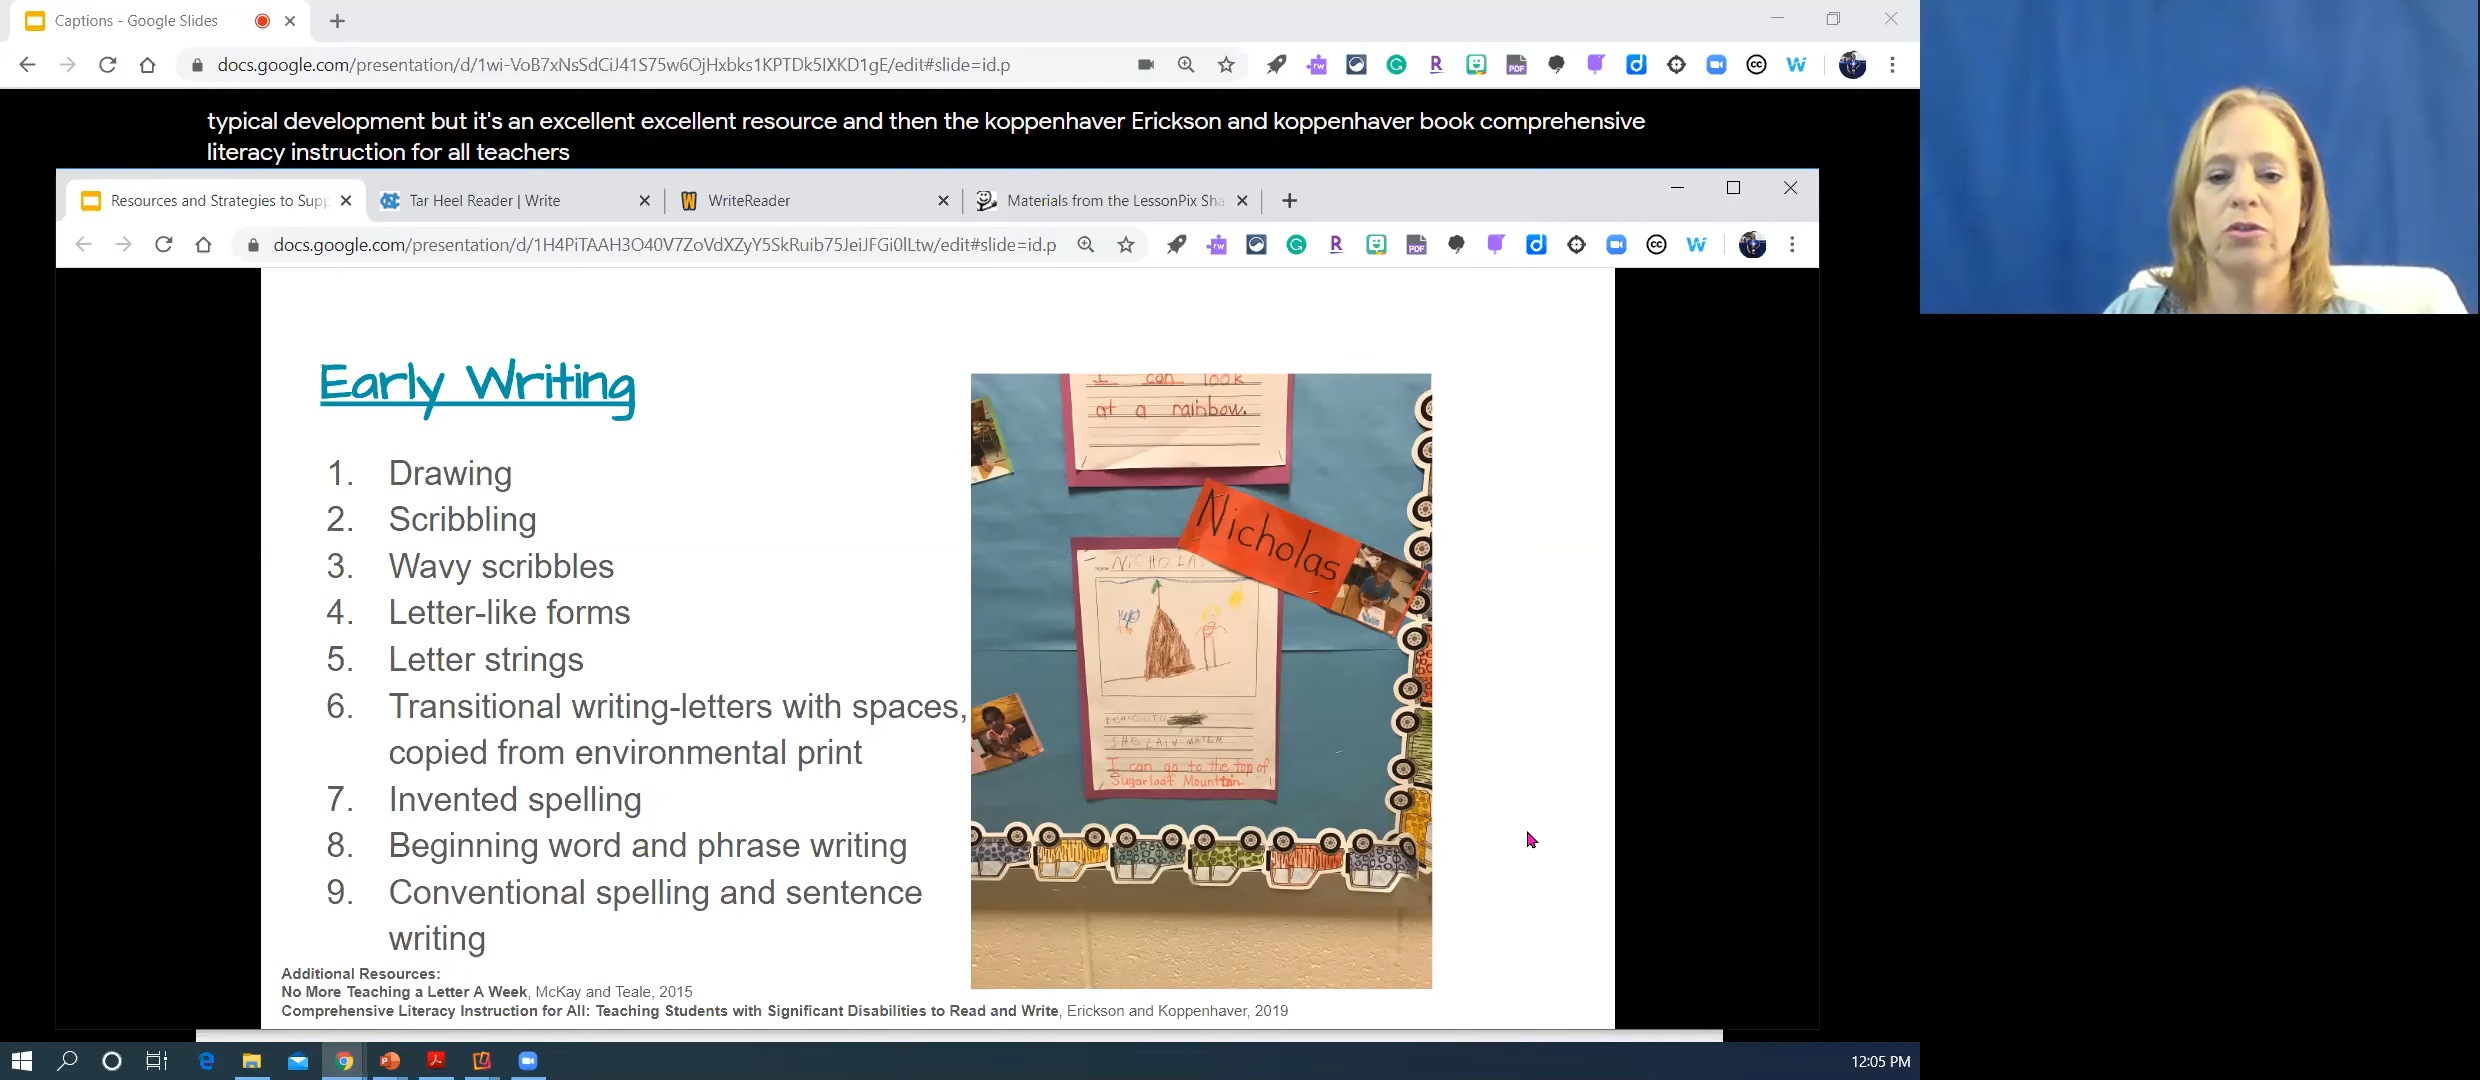 Captions - Google Slides
docs.google.com/presentation/d/1wi-VoB7xNsSdCiJ41S75w6OjHxbks1KPTDk5IXKD1gE/edit#slide=id.p
typical development but it's an excellent excellent resource and then the koppenhaver Erickson and koppenhaver book comprehensive
literacy instruction for all teachers
Resources and Strategies to Supp
Tar Heel Reader | Write
WriteReader
Materials from the LessonPix Sha
docs.google.com/presentation/d/1H4PiTAAH3O40V7ZoVdXZyY5SkRuib75JeiJFGi0lLtw/edit#slide=id.p
Early Writing
1. Drawing
2. Scribbling
3. Wavy scribbles
4. Letter-like forms
5. Letter strings
6. Transitional writing-letters with spaces,
copied from environmental print
7. Invented spelling
8. Beginning word and phrase writing
9. Conventional spelling and sentence
writing
I can look
at a rainbow.
Nicholas
NICHOLA
I can go to the top of
Sugarloaf Mounttin
Additional Resources:
No More Teaching a Letter A Week, McKay and Teale, 2015
Comprehensive Literacy Instruction for All: Teaching Students with Significant Disabilities to Read and Write, Erickson and Koppenhaver, 2019
12:05 PM